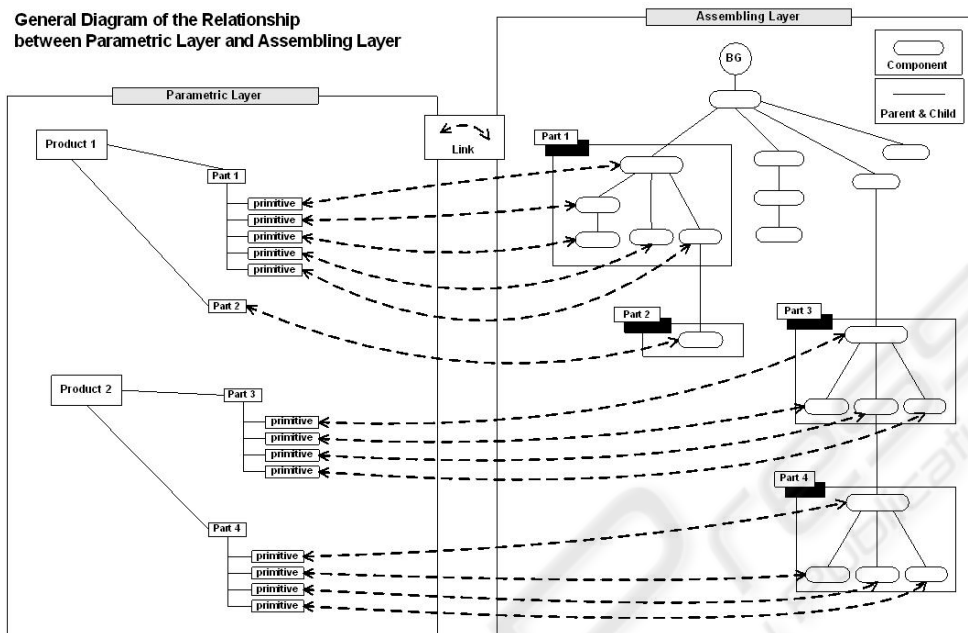 General Diagram of the Relationship
between Parametric Layer and Assembling Layer
Assembling Layer
BG
Component
Parent & Child
Parametric Layer
Link
Product 1
Part 1
primitive
primitive
primitive
primitive
primitive
Part 2
Part 1
Part 2
Part 3
Product 2
Part 3
primitive
primitive
primitive
primitive
Part 4
Part 4
primitive
primitive
primitive
primitive